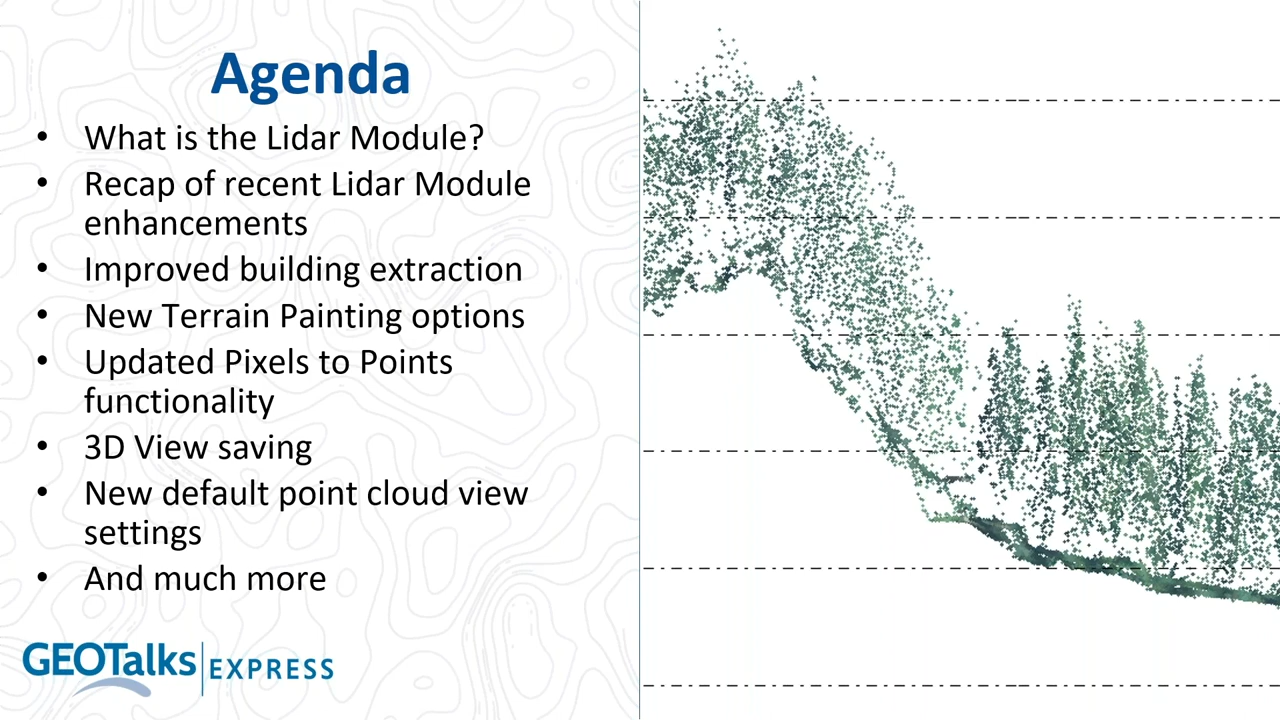 Agenda
• What is the Lidar Module?
• Recap of recent Lidar Module
enhancements
• Improved building extraction
• New Terrain Painting options
• Updated Pixels to Points
functionality
• 3D View saving
• New default point cloud view
settings
• And much more
GEOTalks EXPRESS